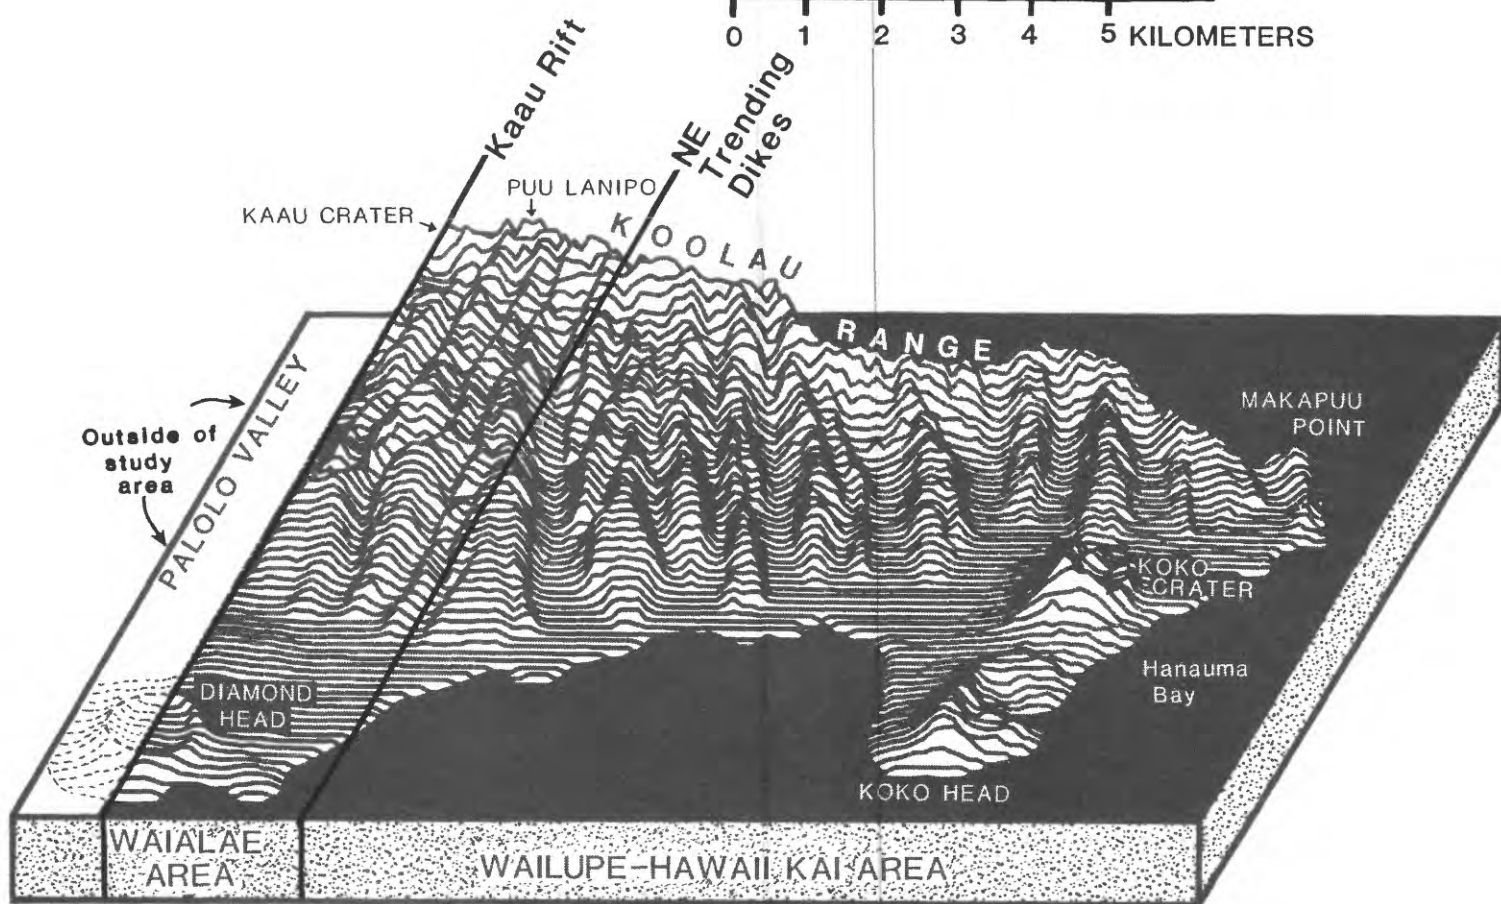 0 1 2 3 4 5 KILOMETERS
Kaau Rift
NE
Trending
Dikes
PUU LANIPO
KAAU CRATER
KOOLAU
RANGE
MAKAPUU
POINT
Outside of
study
area
PALOLO VALLEY
KOKO
CRATER
Hanauma
Bay
DIAMOND
HEAD
KOKO HEAD
WAIALAE
AREA
WAILUPE-HAWAII KAI AREA